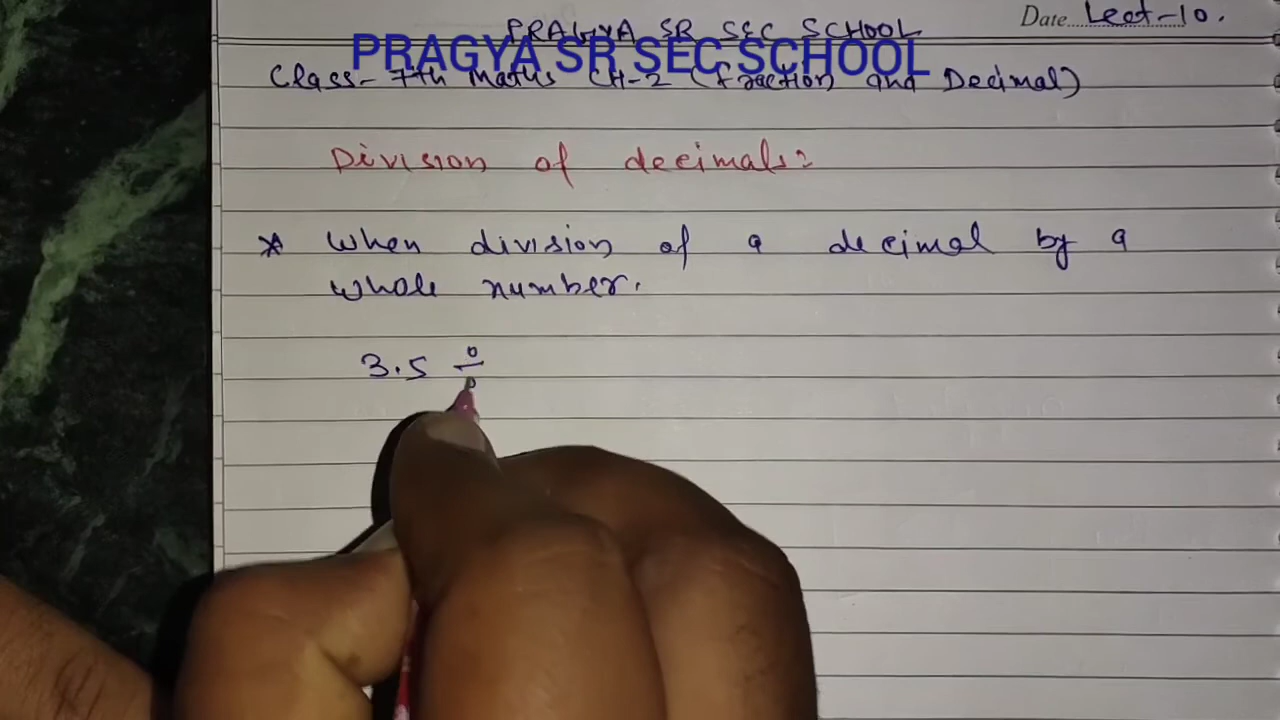 Date Lect-10.
PRAGYA SR SEC SCHOOL
PRAGYA SR SEC SCHOOL
Class- 7th Maths CH-2 (Fraction and Decimal)
Division of decimals:
* When division of a decimal by a
whole number.
3.5 ÷